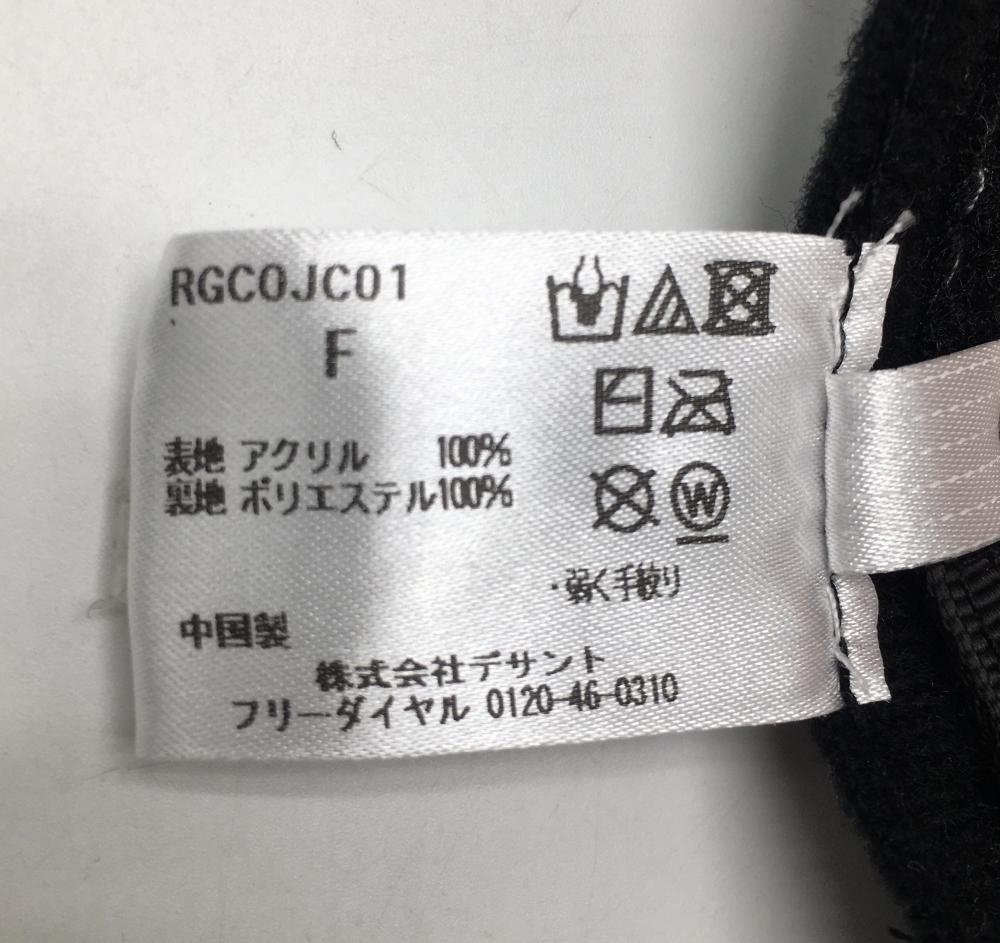 RGC0JC01
F
表地 アクリル 100%
裏地 ポリエステル100%
W
・弱く手絞り
中国製
株式会社デサント
フリーダイヤル 0120-46-0310